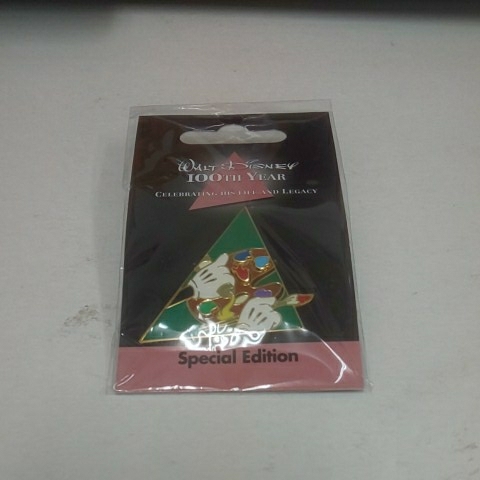 Walt Disney
100th Year
Celebrating His Life and Legacy
Special Edition